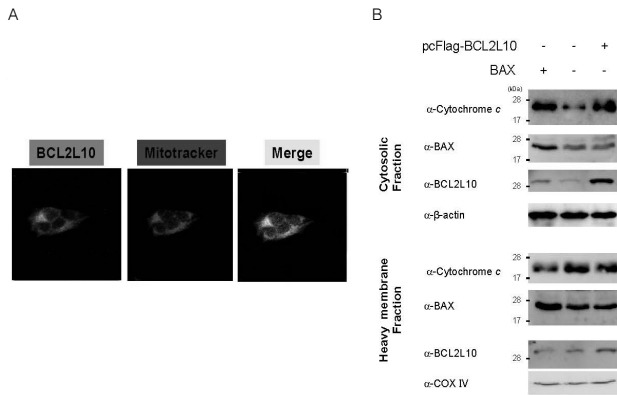 A
BCL2L10
Mitotracker
Merge
B
pcFlag-BCL2L10 - - +
BAX + - -
(kDa)
Cytosolic
Fraction
α-Cytochrome c 28
17
α-BAX 28
17
α-BCL2L10 28
α-β-actin
Heavy membrane
Fraction
α-Cytochrome c 28
17
α-BAX 28
17
α-BCL2L10
28
α-COX IV